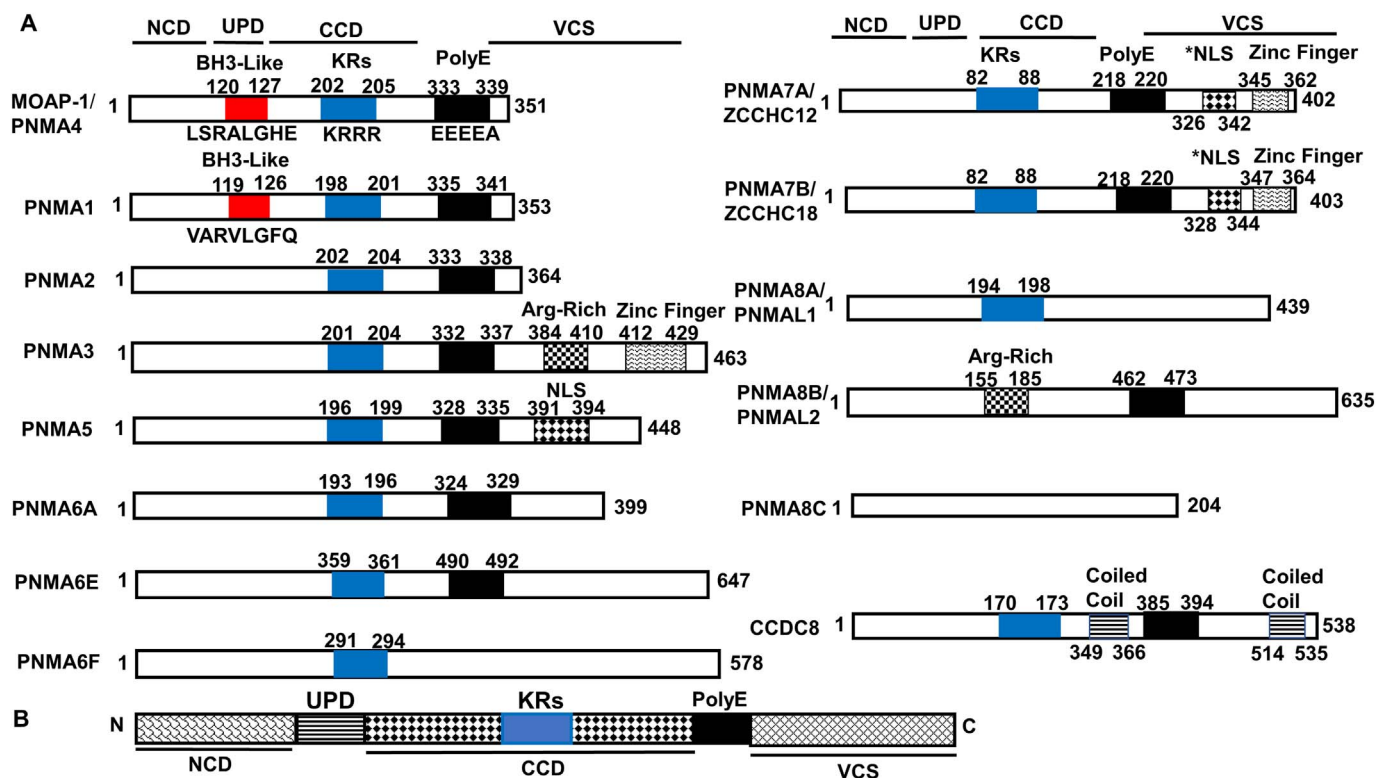 A
NCD UPD CCD VCS
BH3-Like KRs PolyE
120 127 202 205 333 339
MOAP-1/
PNMA4
1 351
LSRALGHE KRRR EEEEA
BH3-Like
119 126 198 201 335 341
PNMA1 1 353
VARVLGFQ
202 204 333 338
PNMA2 1 364
Arg-Rich Zinc Finger
201 204 332 337 384 410 412 429
PNMA3 1 463
NLS
196 199 328 335 391 394
PNMA5 1 448
193 196 324 329
PNMA6A 1 399
359 361 490 492
PNMA6E 1 647
291 294
PNMA6F 1 578
NCD UPD CCD VCS
KRs PolyE *NLS Zinc Finger
82 88 218 220 345 362
PNMA7A/
ZCCHC12
1 402
326 342
*NLS Zinc Finger
82 88 218 220 347 364
PNMA7B/
ZCCHC18
1 403
328 344
194 198
PNMA8A/
PNMAL1
1 439
Arg-Rich
155 185 462 473
PNMA8B/
PNMAL2
1 635
PNMA8C 1 204
Coiled
Coil
Coiled
Coil
170 173 385 394
CCDC8 1 538
349 366 514 535
B
UPD KRs PolyE
N C
NCD CCD VCS